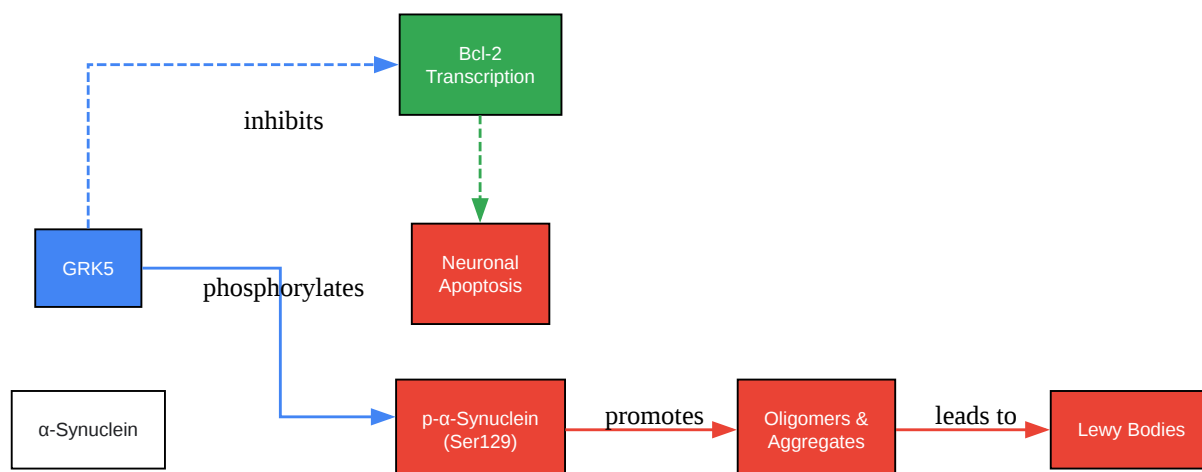 Bcl-2
Transcription
inhibits
GRK5
phosphorylates
Neuronal
Apoptosis
α-Synuclein
p-α-Synuclein
(Ser129)
promotes
Oligomers &
Aggregates
leads to
Lewy Bodies